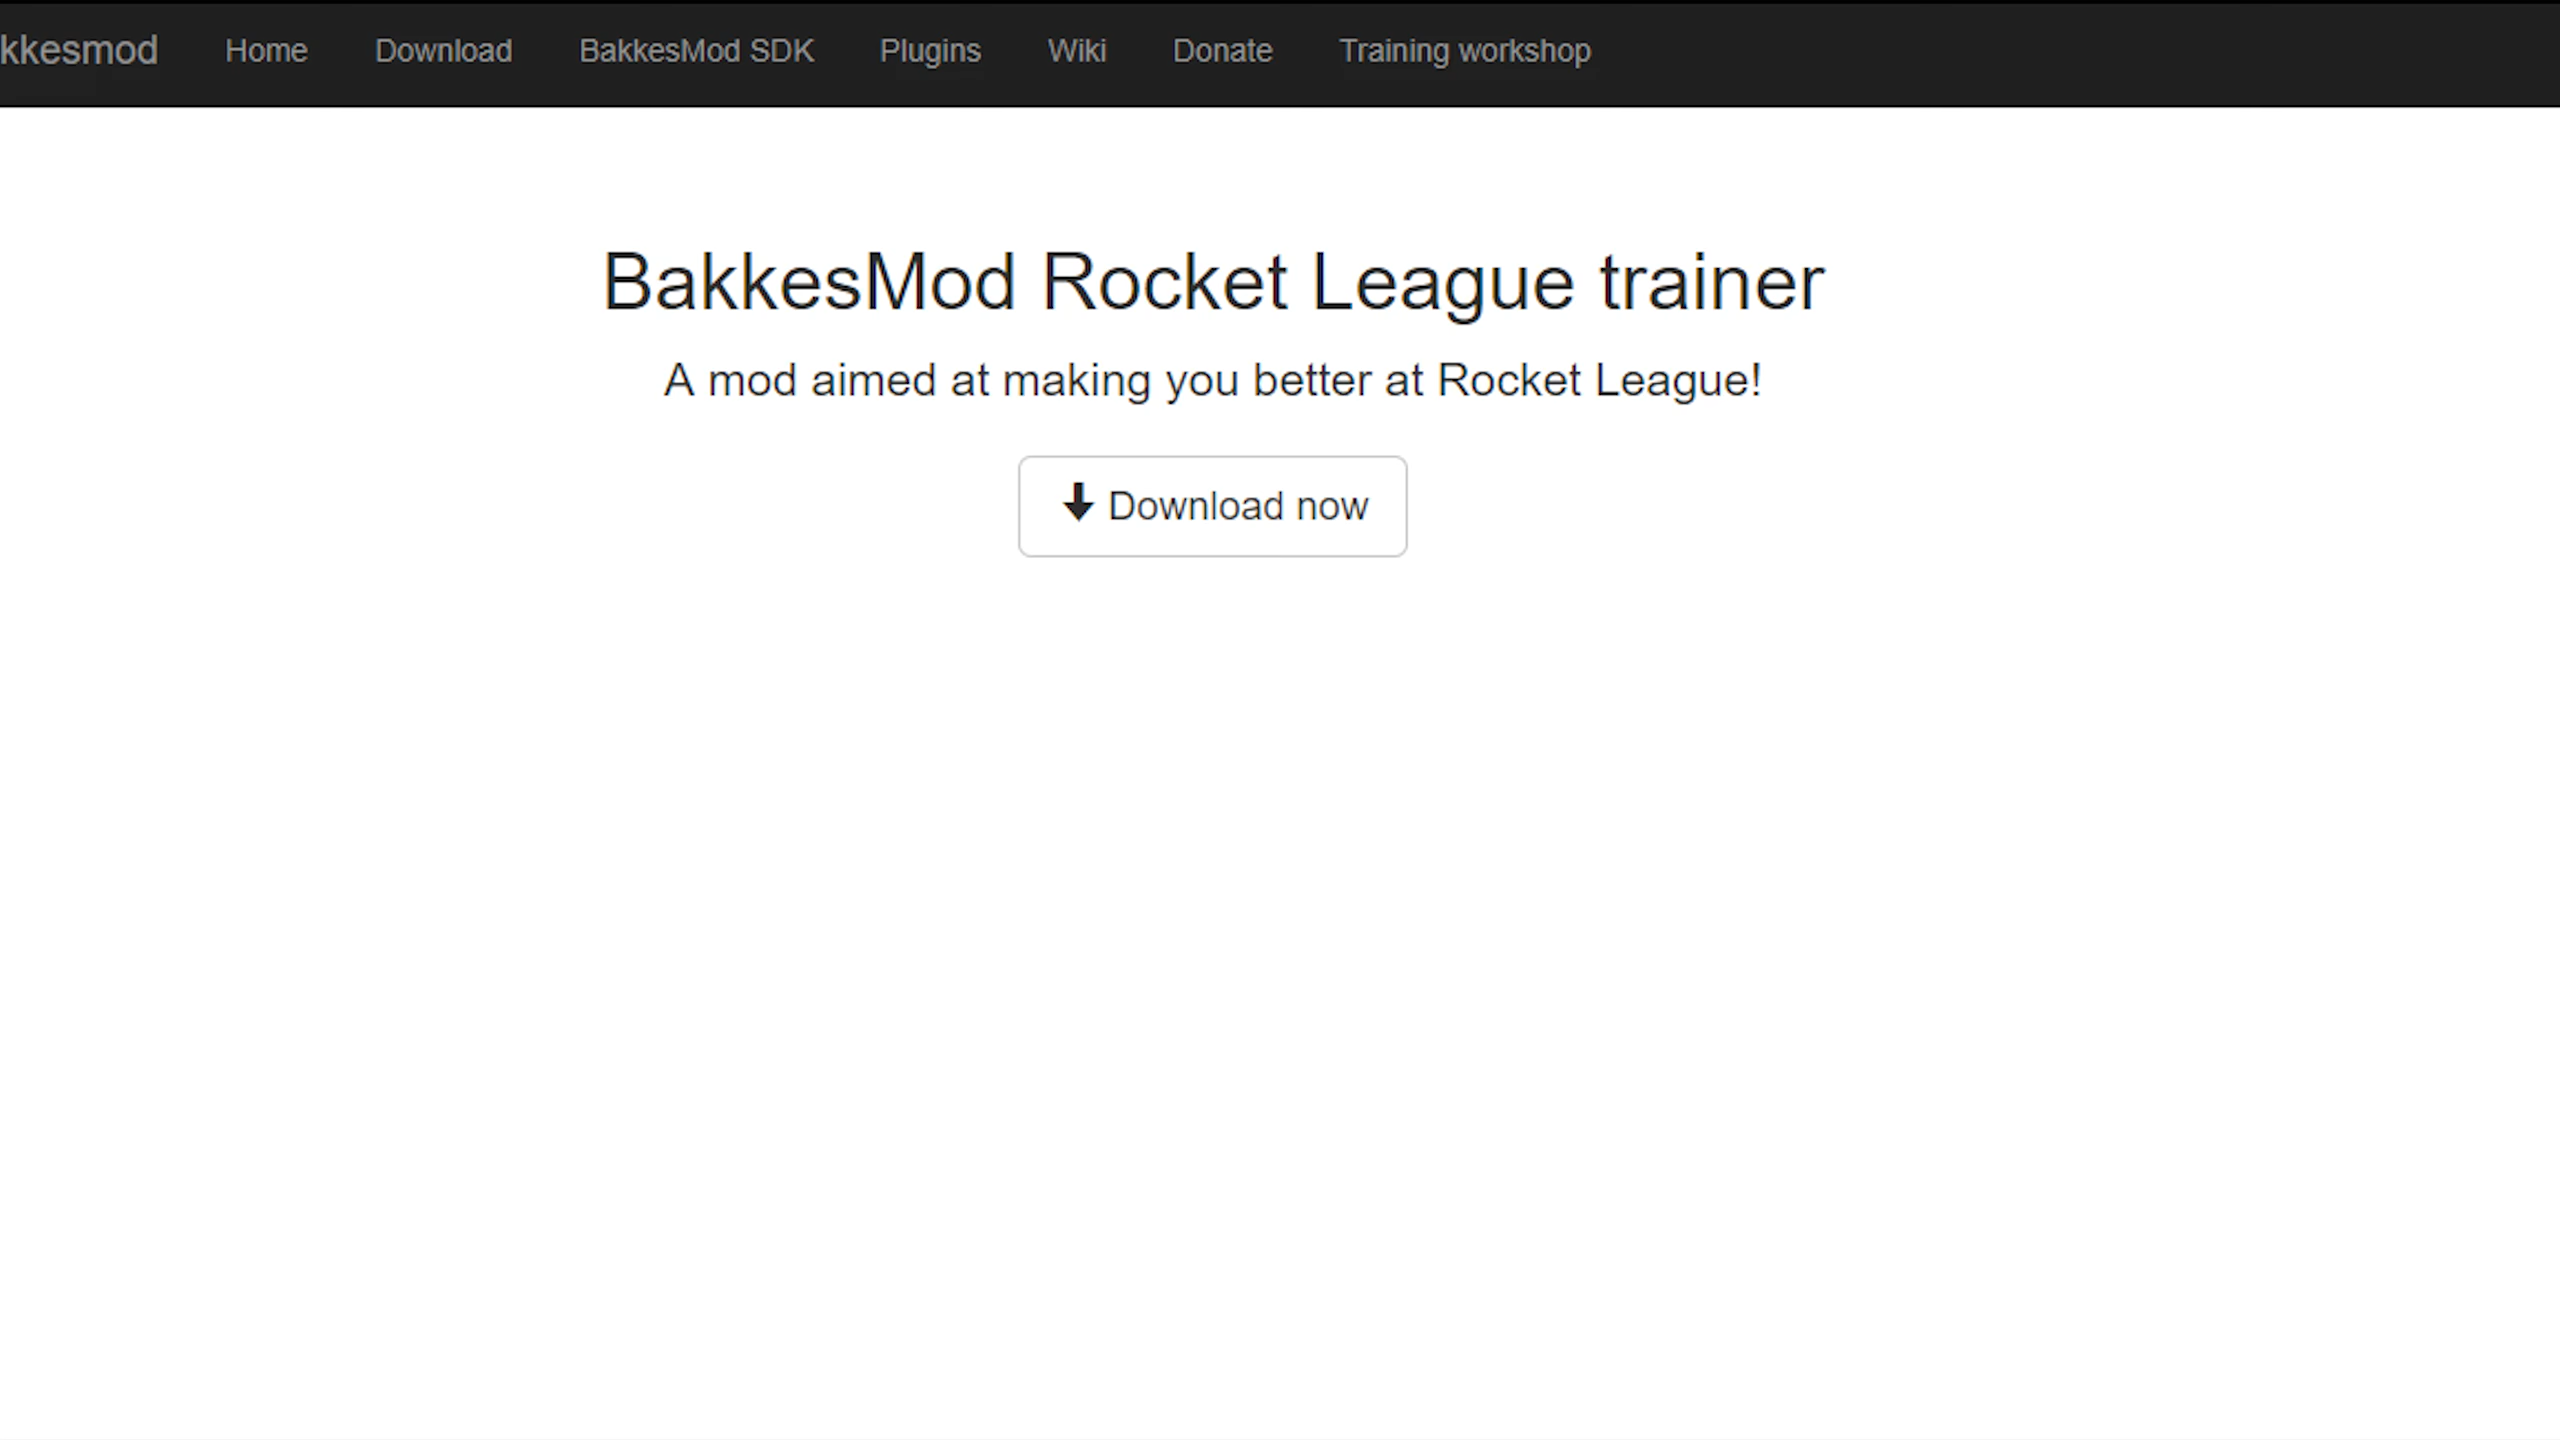 kkesmod Home Download BakkesMod SDK Plugins Wiki Donate Training workshop
BakkesMod Rocket League trainer
A mod aimed at making you better at Rocket League!
Download now